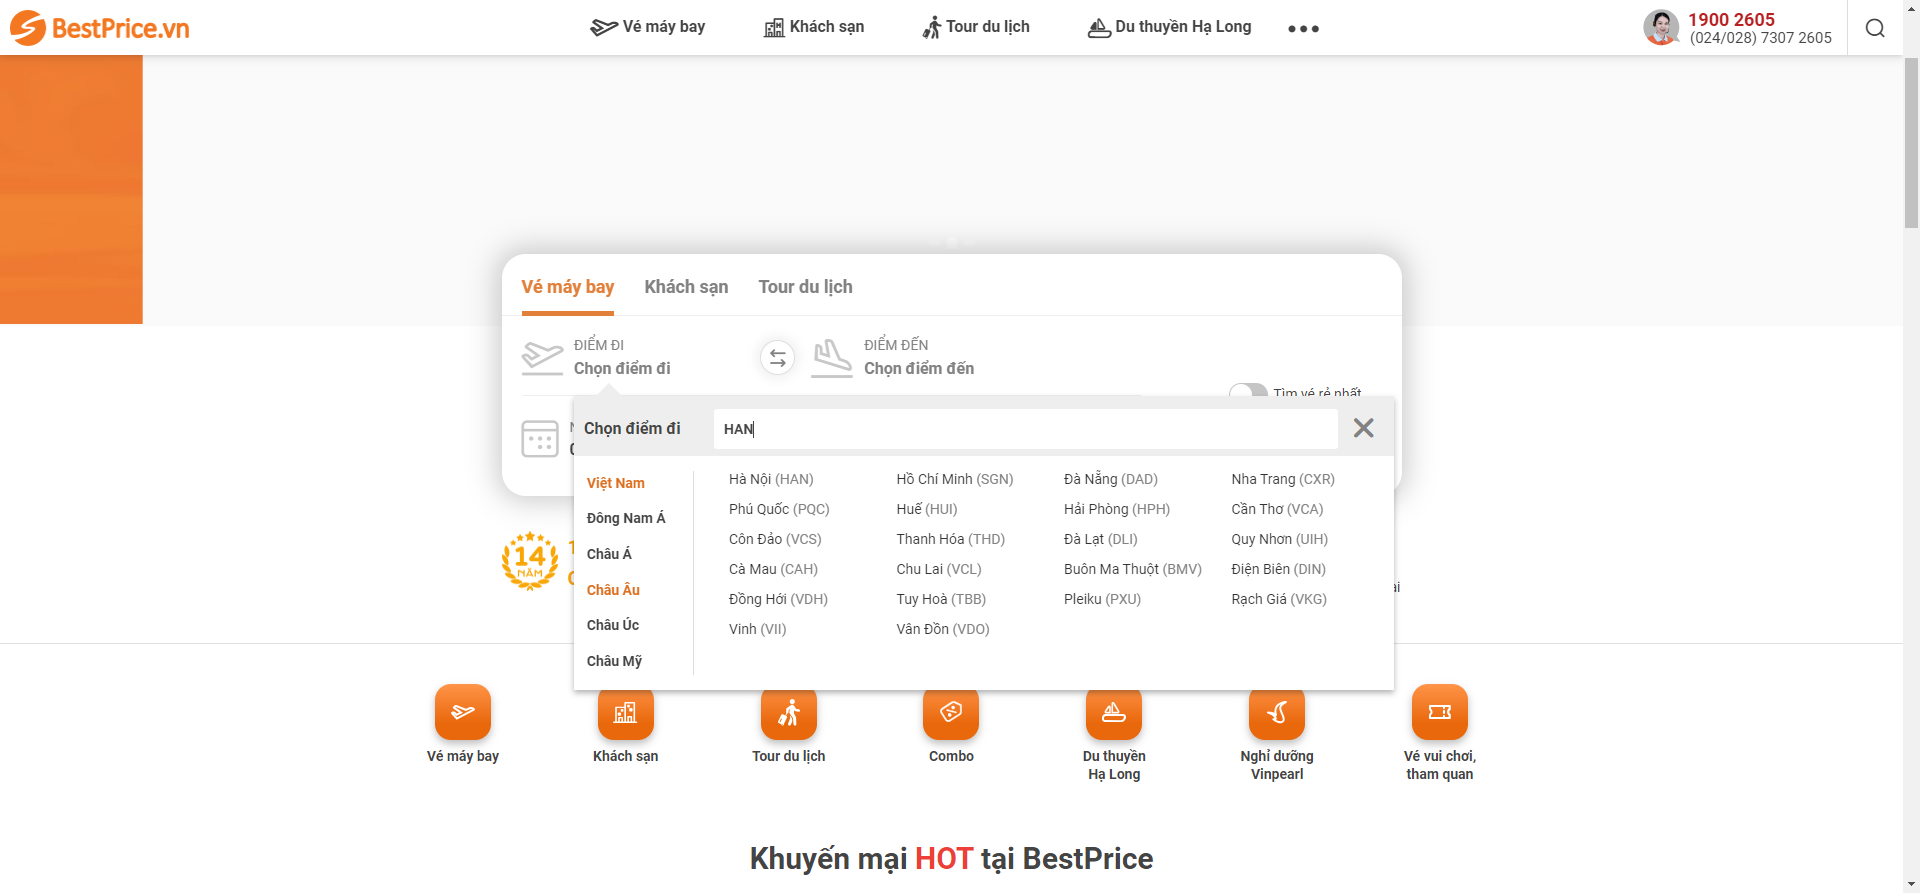 BestPrice.vn
Vé máy bay
Khách sạn
Tour du lịch
Du thuyền Hạ Long
1900 2605
(024/028) 7307 2605
Vé máy bay
Khách sạn
Tour du lịch
ĐIỂM ĐI
Chọn điểm đi
ĐIỂM ĐẾN
Chọn điểm đến
Tìm vé rẻ nhất
Chọn điểm đi
HAN
Việt Nam
Đông Nam Á
Châu Á
Châu Âu
Châu Úc
Châu Mỹ
Hà Nội (HAN)
Hồ Chí Minh (SGN)
Đà Nẵng (DAD)
Nha Trang (CXR)
Phú Quốc (PQC)
Huế (HUI)
Hải Phòng (HPH)
Cần Thơ (VCA)
Côn Đảo (VCS)
Thanh Hóa (THD)
Đà Lạt (DLI)
Quy Nhơn (UIH)
Cà Mau (CAH)
Chu Lai (VCL)
Buôn Ma Thuột (BMV)
Điện Biên (DIN)
Đồng Hới (VDH)
Tuy Hoà (TBB)
Pleiku (PXU)
Rạch Giá (VKG)
Vinh (VII)
Vân Đồn (VDO)
14
NĂM
Vé máy bay
Khách sạn
Tour du lịch
Combo
Du thuyền
Hạ Long
Nghỉ dưỡng
Vinpearl
Vé vui chơi,
tham quan
Khuyến mại HOT tại BestPrice